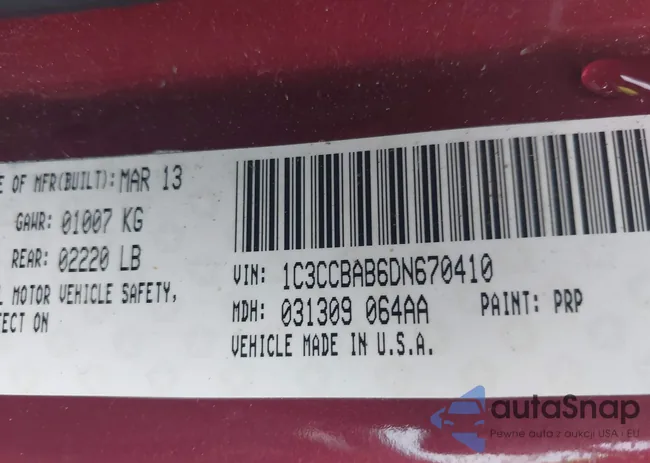 E OF MFR(BUILT): MAR 13
GAWR: 01007 KG
REAR: 02220 LB
L MOTOR VEHICLE SAFETY,
FECT ON
VIN: 1C3CCBAB6DN670410
MDH: 031309 064AA PAINT: PRP
VEHICLE MADE IN U.S.A.
autaSnap
Pewne auta z aukcji USA - EU